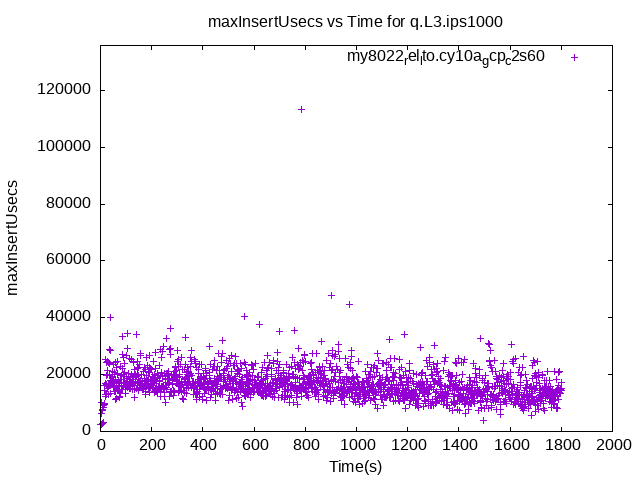 maxInsertUsecs vs Time for q.L3.ips1000
my8022rellto.cy10agcpc2s60
maxInsertUsecs
120000
100000
80000
60000
40000
20000
0
0 200 400 600 800 1000 1200 1400 1600 1800 2000
Time(s)